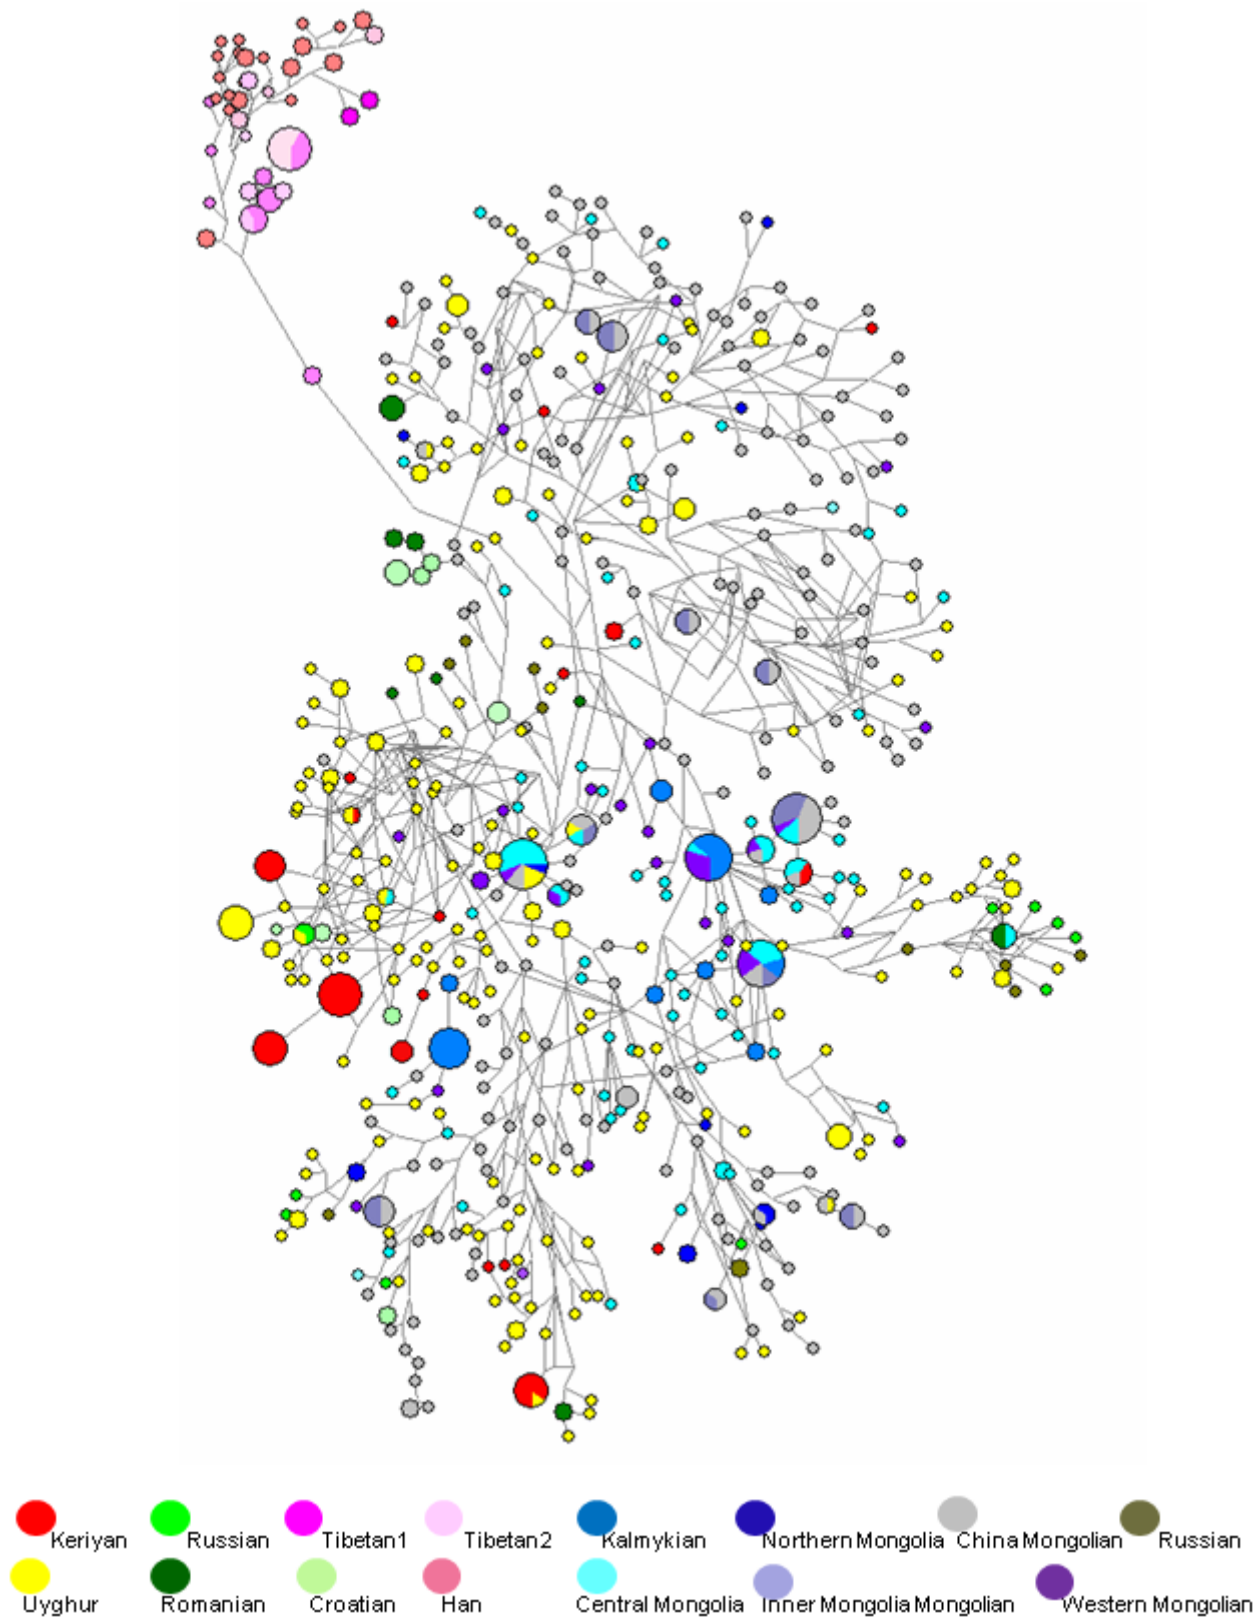 Keriyan Russian Tibetan1 Tibetan2 Kalmykian Northern Mongolia China Mongolian Russian
Uyghur Romanian Croatian Han Central Mongolia Inner Mongolia Mongolian Western Mongolian